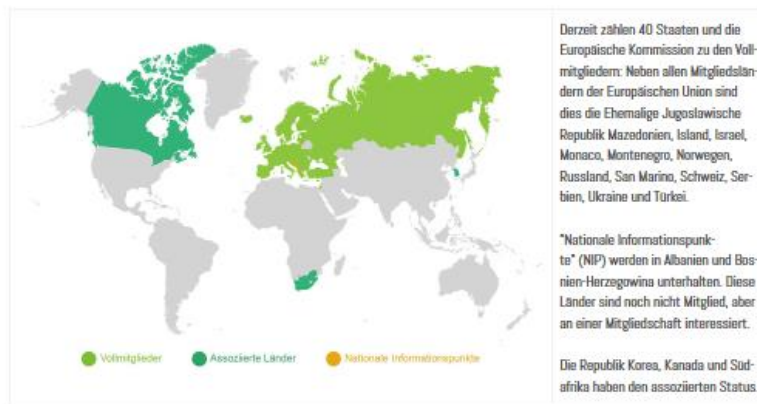 Derzeit zählen 40 Staaten und die
Europäische Kommission zu den Voll-
mitgliedern: Neben allen Mitgliedslän-
dern der Europäischen Union sind
dies die Ehemalige Jugoslawische
Republik Mazedonien, Island, Israel,
Monaco, Montenegro, Norwegen,
Russland, San Marino, Schweiz, Ser-
bien, Ukraine und Türkei.
"Nationale Informationspunk-
te" (NIP) werden in Albanien und Bos-
nien-Herzegowina unterhalten. Diese
Länder sind noch nicht Mitglied, aber
an einer Mitgliedschaft interessiert.
Die Republik Korea, Kanada und Süd-
afrika haben den assoziierten Status.
Vollmitglieder
Assoziierte Länder
Nationale Informationspunkte